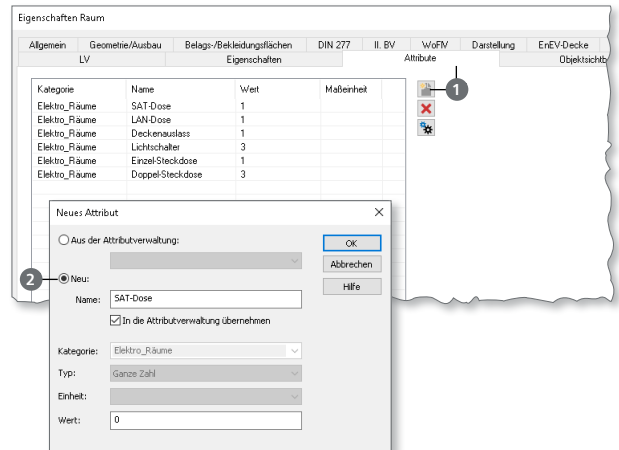 Eigenschaften Raum
Allgemein Geometrie/Ausbau Belags-/Bekleidungsflächen DIN 277 II. BV WoFlV Darstellung EnEV-Decke
LV Eigenschaften Attribute Objektsichtb
Kategorie Name Wert Maßeinheit
Elektro_Räume SAT-Dose 1
Elektro_Räume LAN-Dose 1
Elektro_Räume Deckenauslass 1
Elektro_Räume Lichtschalter 3
Elektro_Räume Einzel-Steckdose 1
Elektro_Räume Doppel-Steckdose 3
1
Neues Attribut
Aus der Attributverwaltung:
OK
Abbrechen
Hilfe
2
Neu:
Name: SAT-Dose
In die Attributverwaltung übernehmen
Kategorie: Elektro_Räume
Typ: Ganze Zahl
Einheit:
Wert: 0